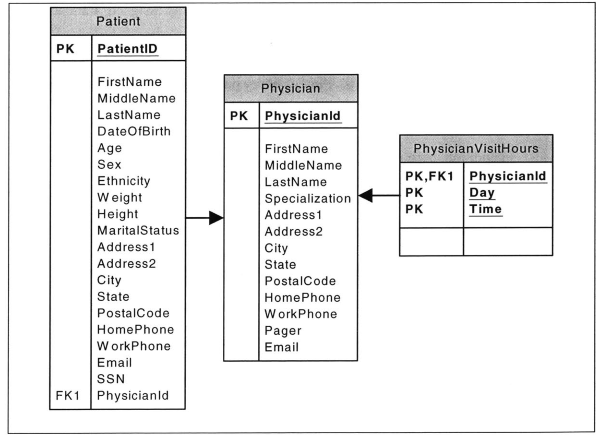 Patient
PK PatientID
FirstName
MiddleName
LastName
DateOfBirth
Age
Sex
Ethnicity
Weight
Height
MaritalStatus
Address1
Address2
City
State
PostalCode
HomePhone
WorkPhone
Email
SSN
FK1 PhysicianId
Physician
PK PhysicianId
FirstName
MiddleName
LastName
Specialization
Address1
Address2
City
State
PostalCode
HomePhone
WorkPhone
Pager
Email
PhysicianVisitHours
PK,FK1 PhysicianId
PK Day
PK Time